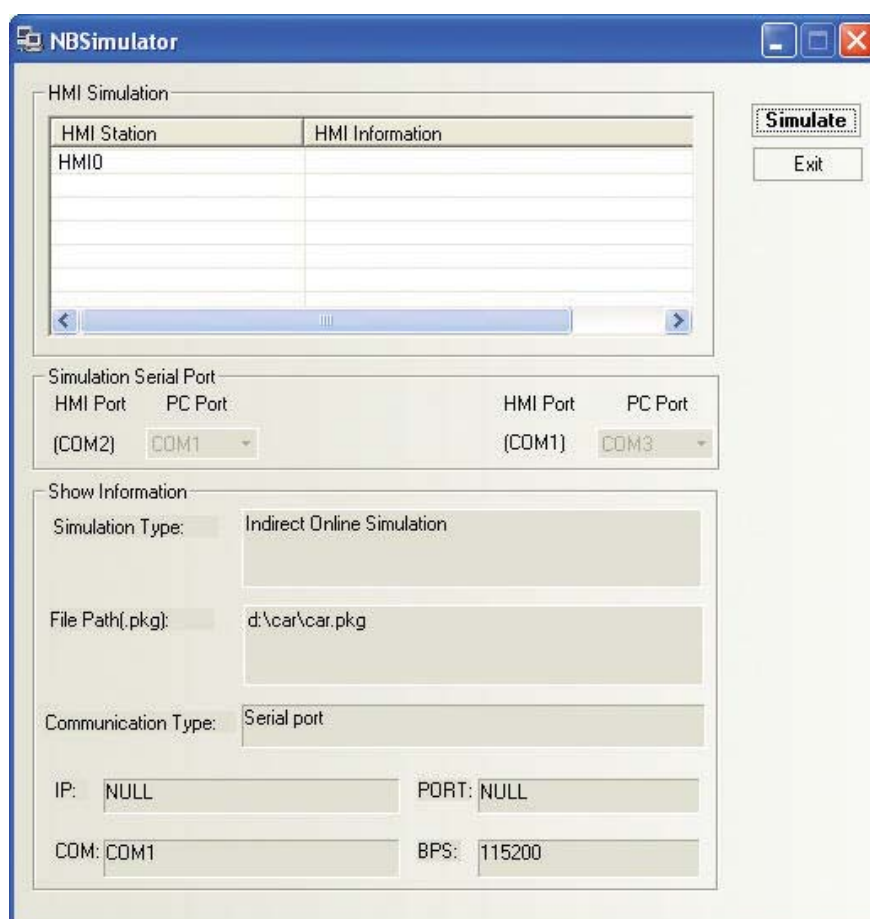 NBSimulator
HMI Simulation
HMI Station HMI Information
HMI0
Simulate
Exit
Simulation Serial Port
HMI Port PC Port HMI Port PC Port
(COM2) COM1 (COM1) COM3
Show Information
Simulation Type: Indirect Online Simulation
File Path(.pkg): d:\car\car.pkg
Communication Type: Serial port
IP: NULL PORT: NULL
COM: COM1 BPS: 115200